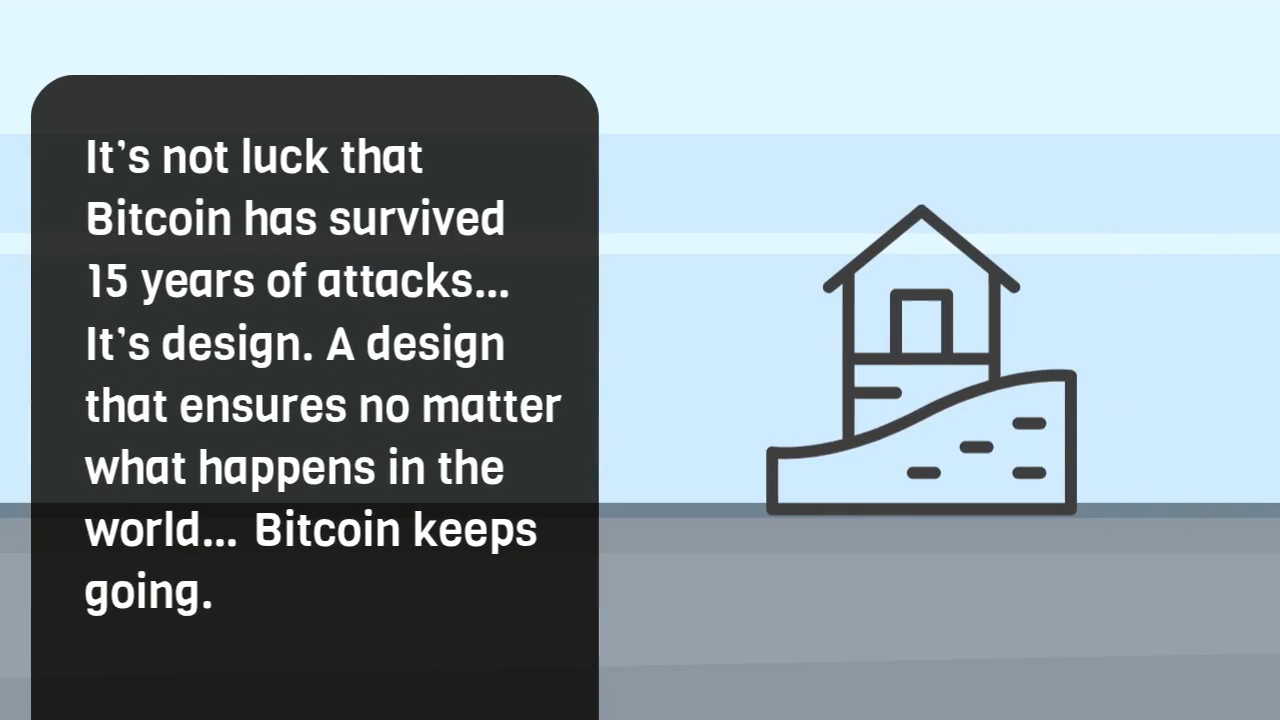 It’s not luck that
Bitcoin has survived
15 years of attacks...
It’s design. A design
that ensures no matter
what happens in the
world... Bitcoin keeps
going.